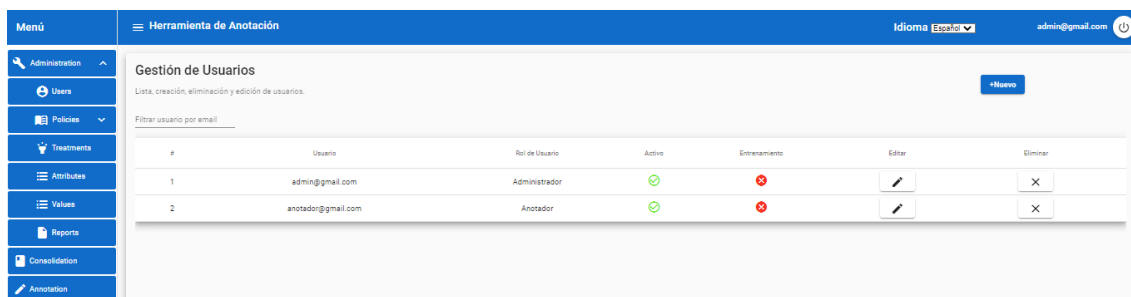 Menú
Herramienta de Anotación
Idioma Español
admin@gmail.com
Administration
Users
Policies
Treatments
Attributes
Values
Reports
Consolidation
Annotation
Gestión de Usuarios
Lista, creación, eliminación y edición de usuarios.
+Nuevo
Filtrar usuario por email
# Usuario Rol de Usuario Activo Entrenamiento Editar Eliminar
1 admin@gmail.com Administrador
2 anotador@gmail.com Anotador